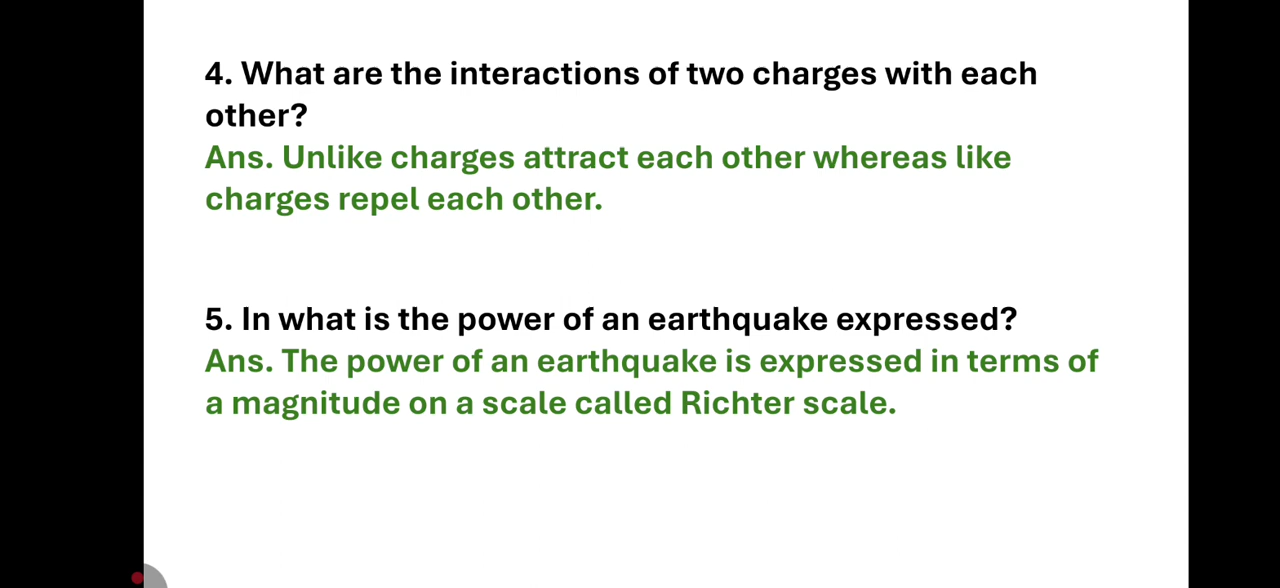 4. What are the interactions of two charges with each
other?
Ans. Unlike charges attract each other whereas like
charges repel each other.
5. In what is the power of an earthquake expressed?
Ans. The power of an earthquake is expressed in terms of
a magnitude on a scale called Richter scale.